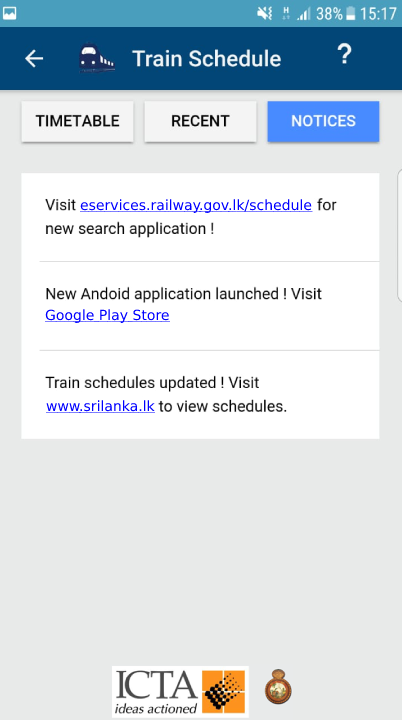 38% 15:17
Train Schedule ?
TIMETABLE RECENT NOTICES
Visit eservices.railway.gov.lk/schedule for
new search application !
New Andoid application launched ! Visit
Google Play Store
Train schedules updated ! Visit
www.srilanka.lk to view schedules.
ICTA
ideas actioned